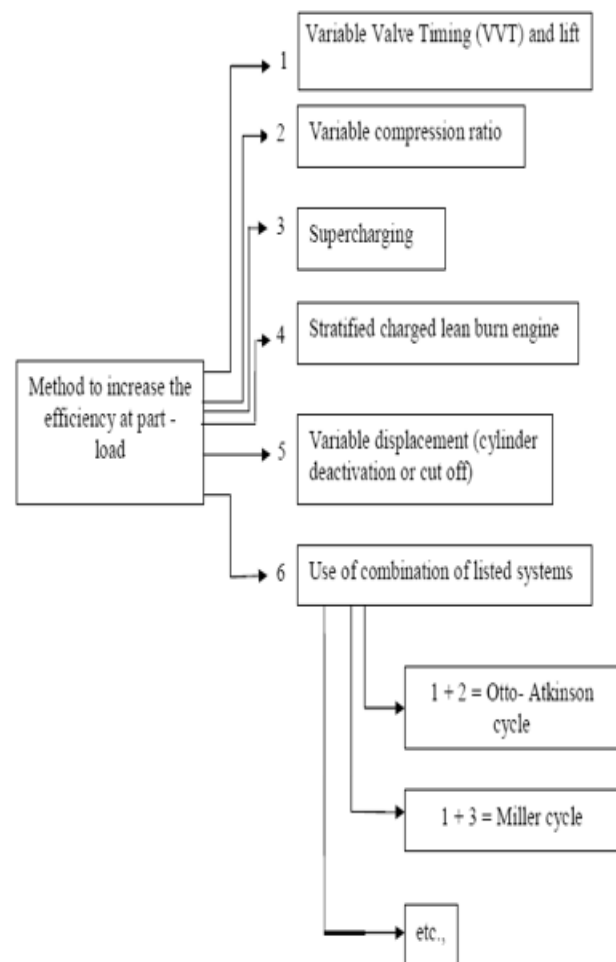 Variable Valve Timing (VVT) and lift
1
2
Variable compression ratio
3
Supercharging
4
Stratified charged lean burn engine
Method to increase the
efficiency at part -
load
5
Variable displacement (cylinder
deactivation or cut off)
6
Use of combination of listed systems
1 + 2 = Otto- Atkinson
cycle
1 + 3 = Miller cycle
etc.,